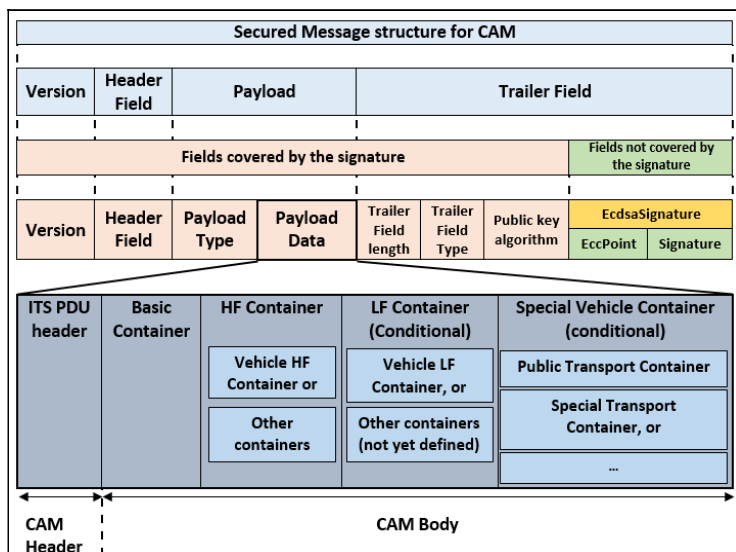 Secured Message structure for CAM
Version
Header
Field
Payload
Trailer Field
Fields covered by the signature
Fields not covered by
the signature
Version
Header
Field
Payload
Type
Payload
Data
Trailer
Field
length
Trailer
Field
Type
Public key
algorithm
EcdsaSignature
EccPoint
Signature
ITS PDU
header
Basic
Container
HF Container
Vehicle HF
Container or
Other
containers
LF Container
(Conditional)
Vehicle LF
Container, or
Other containers
(not yet defined)
Special Vehicle Container
(conditional)
Public Transport Container
Special Transport
Container, or
...
CAM
Header
CAM Body